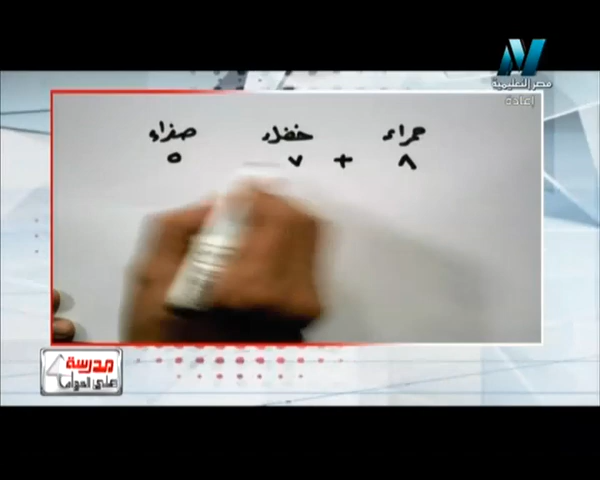 مصر التعليمية
إعادة
حمراء خضراء صفراء
٨ + ٧ ٥
مدرسة
على الهواء